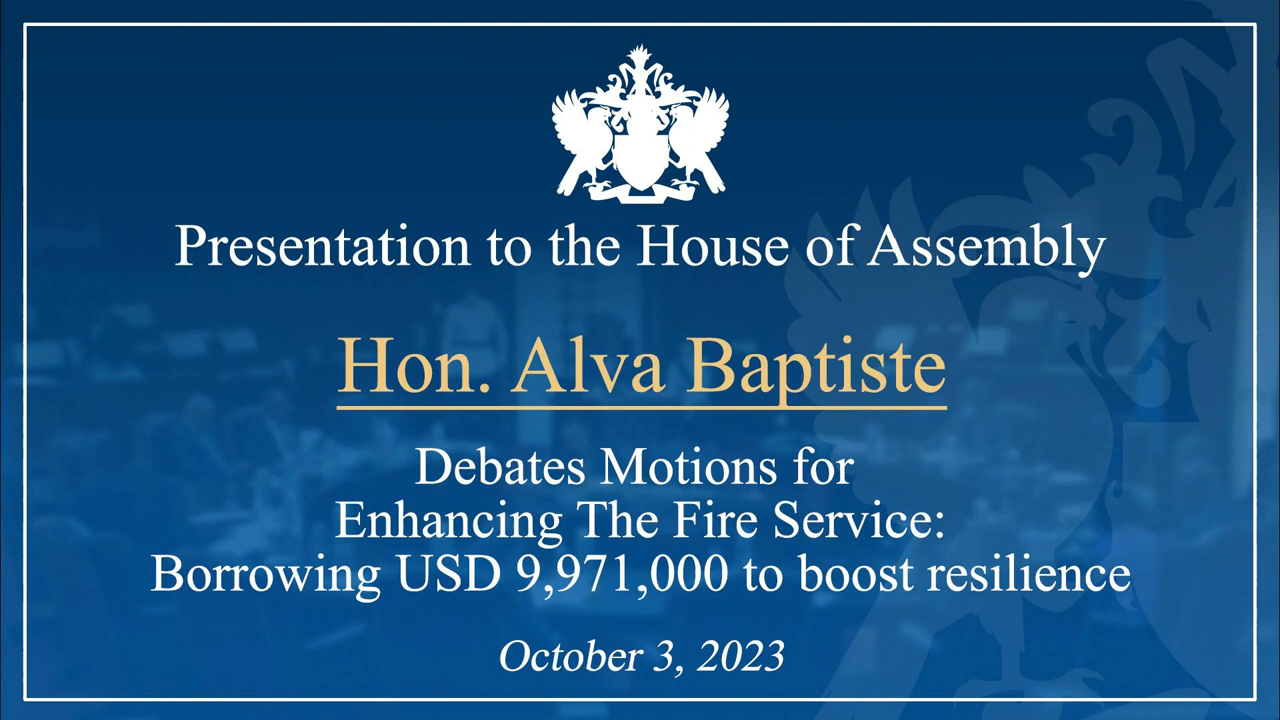 Presentation to the House of Assembly
Hon. Alva Baptiste
Debates Motions for
Enhancing The Fire Service:
Borrowing USD 9,971,000 to boost resilience
October 3, 2023